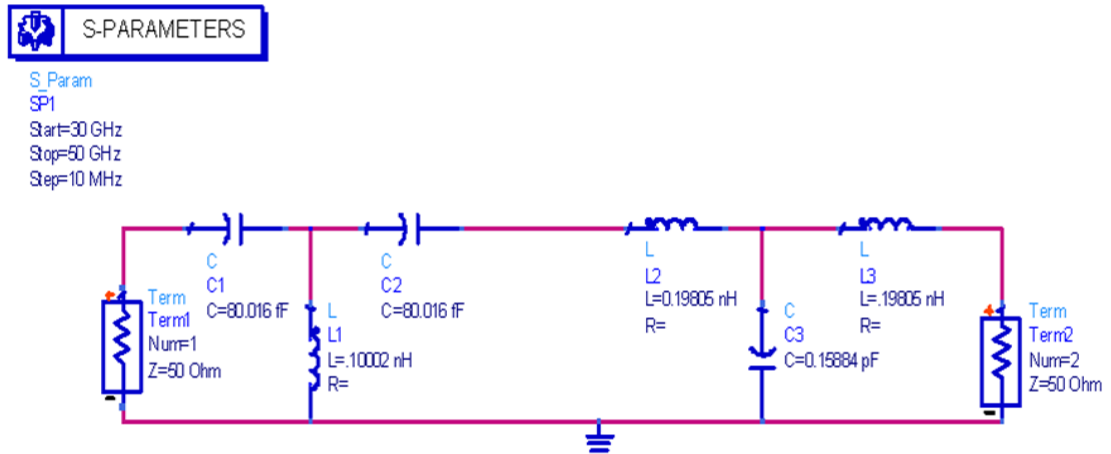 S-PARAMETERS
S_Param
SP1
Start=30 GHz
Stop=50 GHz
Step=10 MHz
Term
Term1
Num=1
Z=50 Ohm
C
C1
C=80.016 fF
L
L1
L=.10002 nH
R=
C
C2
C=80.016 fF
L
L2
L=0.19805 nH
R=
C
C3
C=0.15884 pF
L
L3
L=.19805 nH
R=
Term
Term2
Num=2
Z=50 Ohm